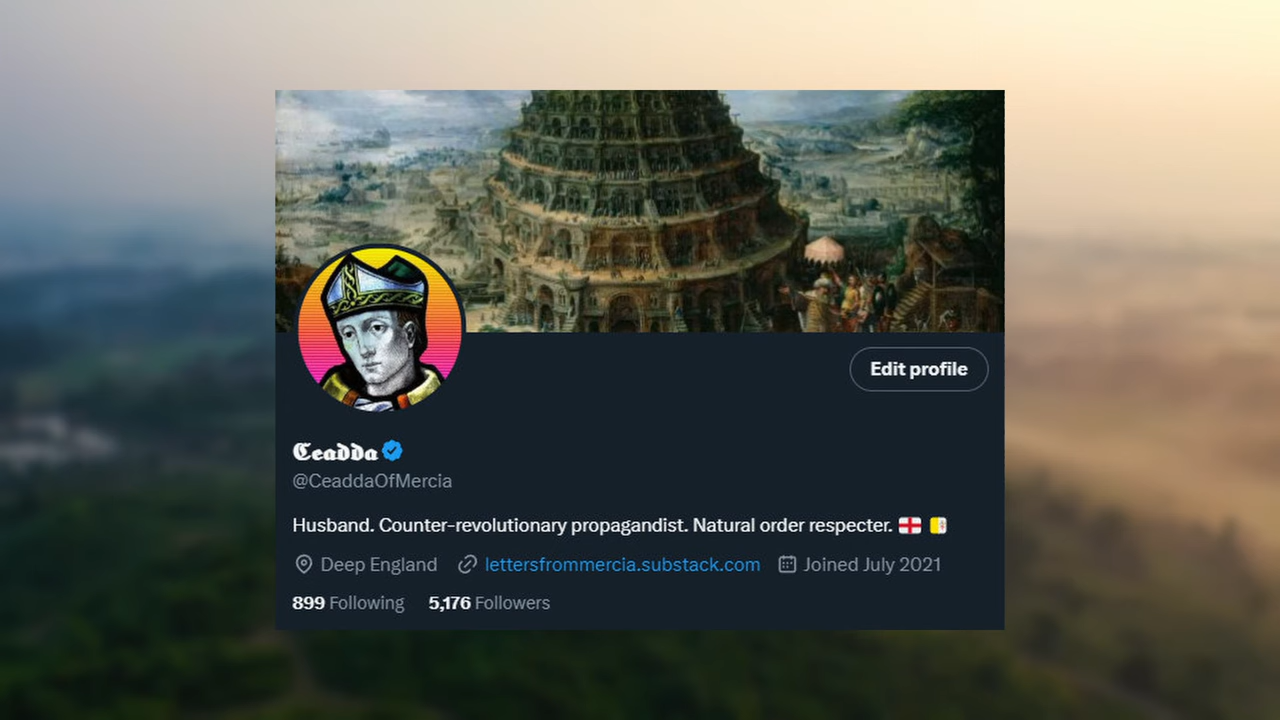 Edit profile
Ceadda
@CeaddaOfMercia
Husband. Counter-revolutionary propagandist. Natural order respecter. 🏴󠁧󠁢󠁥󠁮󠁧󠁿 🇻🇦
Deep England lettersfrommercia.substack.com Joined July 2021
899 Following 5,176 Followers